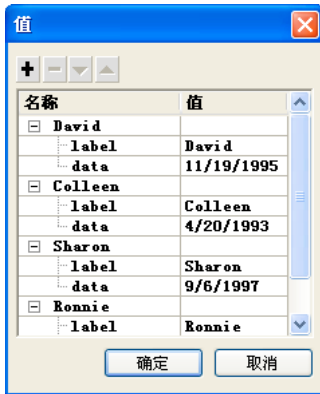 值
名称 值
David
label David
data 11/19/1995
Colleen
label Colleen
data 4/20/1993
Sharon
label Sharon
data 9/6/1997
Ronnie
label Ronnie
确定 取消